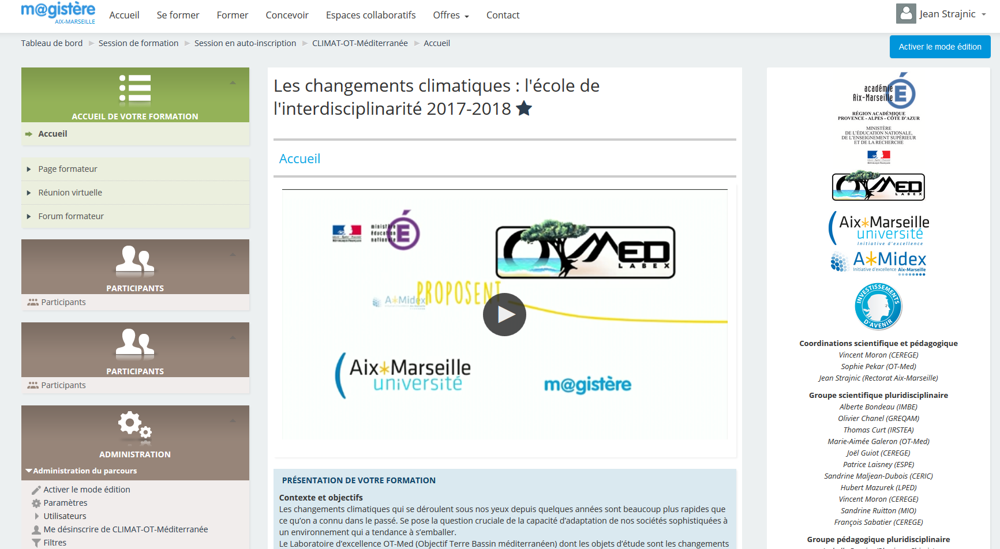 m@gistère
AIX-MARSEILLE
Accueil
Se former
Former
Concevoir
Espaces collaboratifs
Offres
Contact
Jean Strajnic
Tableau de bord
Session de formation
Session en auto-inscription
CLIMAT-OT-Méditerranée
Accueil
Activer le mode édition
ACCUEIL DE VOTRE FORMATION
Accueil
Page formateur
Réunion virtuelle
Forum formateur
PARTICIPANTS
Participants
PARTICIPANTS
Participants
ADMINISTRATION
Administration du parcours
Activer le mode édition
Paramètres
Utilisateurs
Me désinscrire de CLIMAT-OT-Méditerranée
Filtres
Les changements climatiques : l'école de
l'interdisciplinarité 2017-2018
Accueil
ministère
éducation
nationale
OTMED
LABEX
A*Midex
PROPOSENT
Aix*Marseille
université
m@gistère
PRÉSENTATION DE VOTRE FORMATION
Contexte et objectifs
Les changements climatiques qui se déroulent sous nos yeux depuis quelques années sont beaucoup plus rapides que
ce qu'on a connu dans le passé. Se pose la question cruciale de la capacité d'adaptation de nos sociétés sophistiquées à
un environnement qui a tendance à s'emballer.
Le Laboratoire d'excellence OT-Med (Objectif Terre Bassin méditerranéen) dont les objets d'étude sont les changements
académie
Aix-Marseille
RÉGION ACADÉMIQUE
PROVENCE - ALPES - CÔTE D'AZUR
MINISTÈRE
DE L'ÉDUCATION NATIONALE,
DE L'ENSEIGNEMENT SUPÉRIEUR
ET DE LA RECHERCHE
OTMED
LABEX
Aix*Marseille
université
Initiative d'excellence
A*Midex
Initiative d'excellence Aix-Marseille
INVESTISSEMENTS
D'AVENIR
Coordinations scientifique et pédagogique
Vincent Moron (CEREGE)
Sophie Pekar (OT-Med)
Jean Strajnic (Rectorat Aix-Marseille)
Groupe scientifique pluridisciplinaire
Alberte Bondeau (IMBE)
Olivier Chanel (GREQAM)
Thomas Curt (IRSTEA)
Marie-Aimée Galeron (OT-Med)
Joël Guiot (CEREGE)
Patrice Laisney (ESPE)
Sandrine Maljean-Dubois (CERIC)
Hubert Mazurek (LPED)
Vincent Moron (CEREGE)
Sandrine Ruitton (MIO)
François Sabatier (CEREGE)
Groupe pédagogique pluridisciplinaire